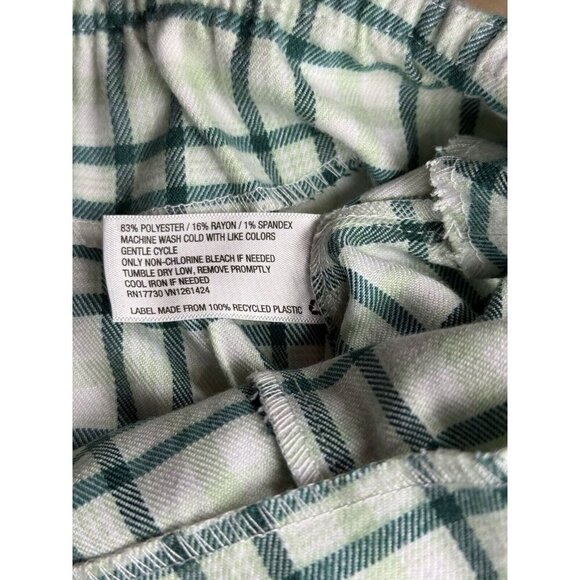 83% POLYESTER / 16% RAYON / 1% SPANDEX
MACHINE WASH COLD WITH LIKE COLORS
GENTLE CYCLE
ONLY NON-CHLORINE BLEACH IF NEEDED
TUMBLE DRY LOW, REMOVE PROMPTLY
COOL IRON IF NEEDED
RN17730 VN1261424
LABEL MADE FROM 100% RECYCLED PLASTIC